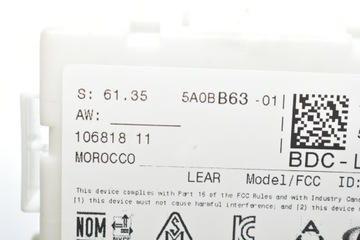 S: 61.35 5A0BB63-01
AW:
106818 11
MOROCCO BDC-L
LEAR Model/FCC ID:
This device complies with Part 15 of the FCC Rules and with Industry Cana
(1) this device must not cause harmful interference; and [2] this dev
NOM